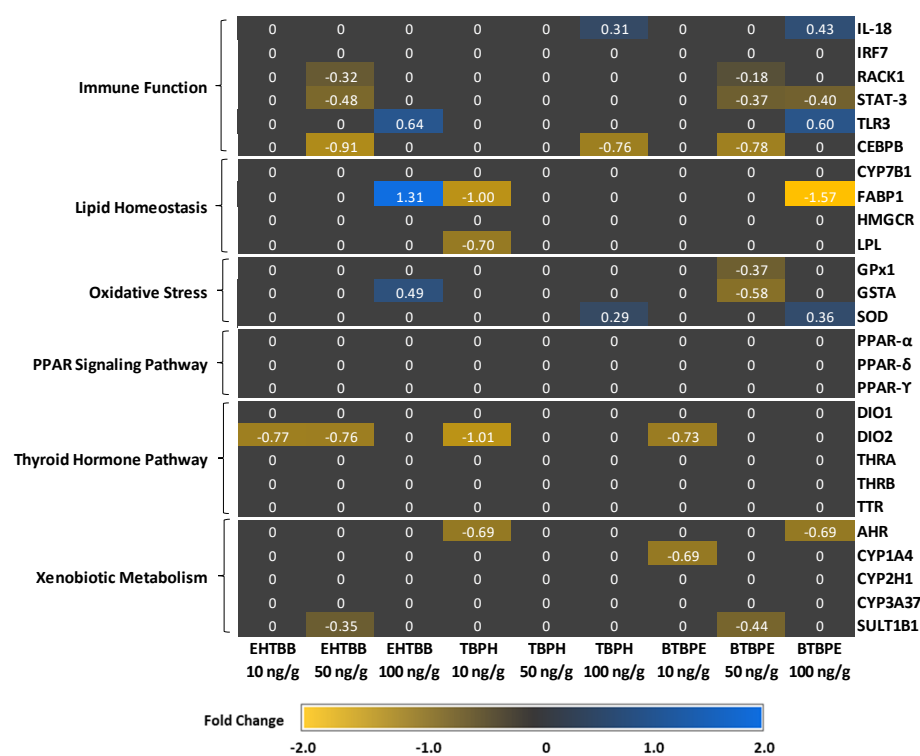 0 0 0 0 0 0.31 0 0 0.43 IL-18
0 0 0 0 0 0 0 0 0 IRF7
0 -0.32 0 0 0 0 0 -0.18 0 RACK1
Immune Function
0 -0.48 0 0 0 0 0 -0.37 -0.40 STAT-3
0 0 0.64 0 0 0 0 0 0.60 TLR3
0 -0.91 0 0 0 -0.76 0 -0.78 0 CEBPB
0 0 0 0 0 0 0 0 0 CYP7B1
0 0 1.31 -1.00 0 0 0 0 -1.57 FABP1
Lipid Homeostasis
0 0 0 0 0 0 0 0 0 HMGCR
0 0 0 -0.70 0 0 0 0 0 LPL
0 0 0 0 0 0 0 -0.37 0 GPx1
Oxidative Stress
0 0 0.49 0 0 0 0 -0.58 0 GSTA
0 0 0 0 0 0.29 0 0 0.36 SOD
0 0 0 0 0 0 0 0 0 PPAR-α
PPAR Signaling Pathway
0 0 0 0 0 0 0 0 0 PPAR-δ
0 0 0 0 0 0 0 0 0 PPAR-ϒ
0 0 0 0 0 0 0 0 0 DIO1
-0.77 -0.76 0 -1.01 0 0 -0.73 0 0 DIO2
Thyroid Hormone Pathway
0 0 0 0 0 0 0 0 0 THRA
0 0 0 0 0 0 0 0 0 THRB
0 0 0 0 0 0 0 0 0 TTR
0 0 0 -0.69 0 0 0 0 -0.69 AHR
0 0 0 0 0 0 -0.69 0 0 CYP1A4
Xenobiotic Metabolism
0 0 0 0 0 0 0 0 0 CYP2H1
0 0 0 0 0 0 0 0 0 CYP3A37
0 -0.35 0 0 0 0 0 -0.44 0 SULT1B1
EHTBB EHTBB EHTBB TBPH TBPH TBPH BTBPE BTBPE BTBPE
10 ng/g 50 ng/g 100 ng/g 10 ng/g 50 ng/g 100 ng/g 10 ng/g 50 ng/g 100 ng/g
Fold Change
-2.0 -1.0 0 1.0 2.0